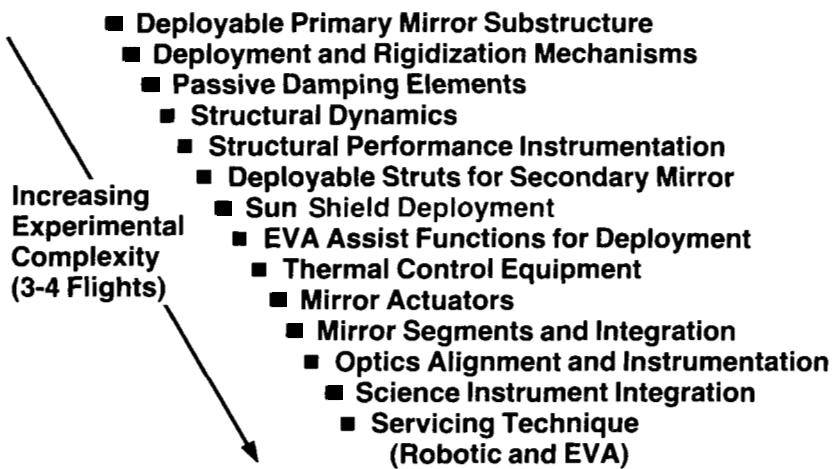 ■ Deployable Primary Mirror Substructure
■ Deployment and Rigidization Mechanisms
■ Passive Damping Elements
■ Structural Dynamics
■ Structural Performance Instrumentation
■ Deployable Struts for Secondary Mirror
■ Sun Shield Deployment
■ EVA Assist Functions for Deployment
■ Thermal Control Equipment
■ Mirror Actuators
■ Mirror Segments and Integration
■ Optics Alignment and Instrumentation
■ Science Instrument Integration
■ Servicing Technique
(Robotic and EVA)
Increasing
Experimental
Complexity
(3-4 Flights)